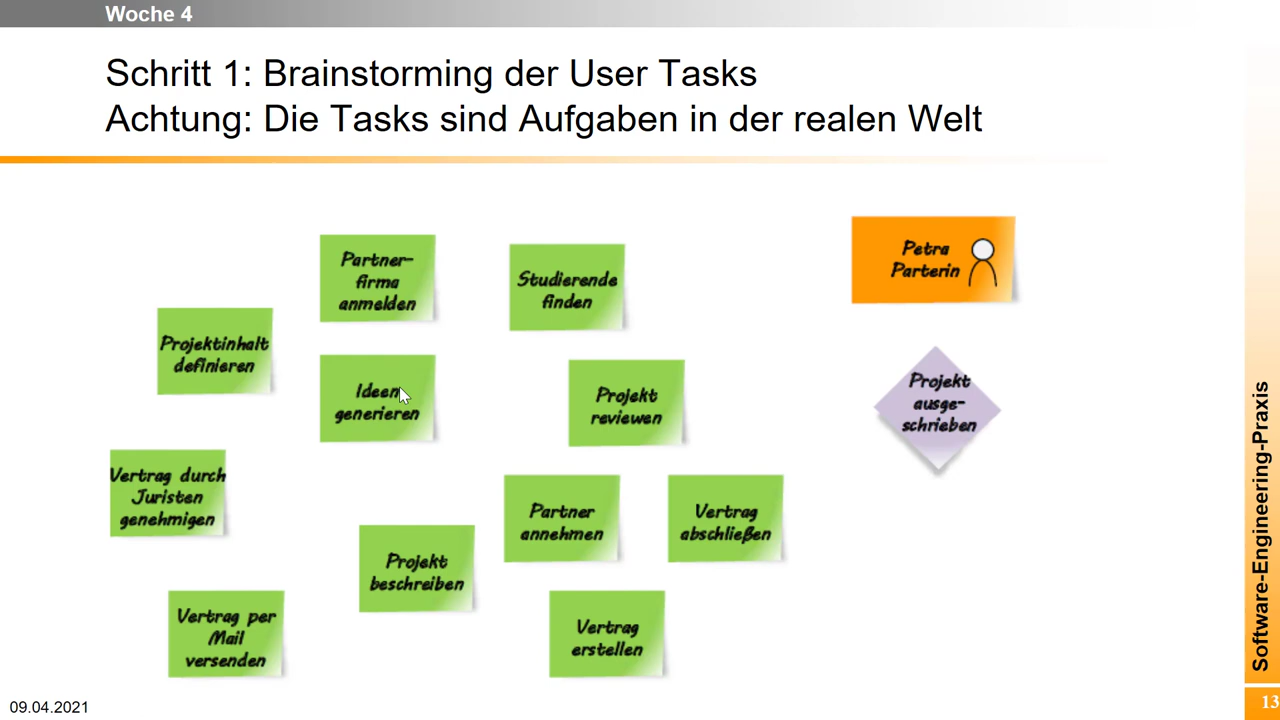 Woche 4
Schritt 1: Brainstorming der User Tasks
Achtung: Die Tasks sind Aufgaben in der realen Welt
Partner-
firma
anmelden
Studierende
finden
Petra
Parterin
Projektinhalt
definieren
Ideen
generieren
Projekt
reviewen
Projekt
ausge-
schrieben
Vertrag durch
Juristen
genehmigen
Partner
annehmen
Vertrag
abschließen
Projekt
beschreiben
Vertrag per
Mail
versenden
Vertrag
erstellen
Software-Engineering-Praxis
09.04.2021
13